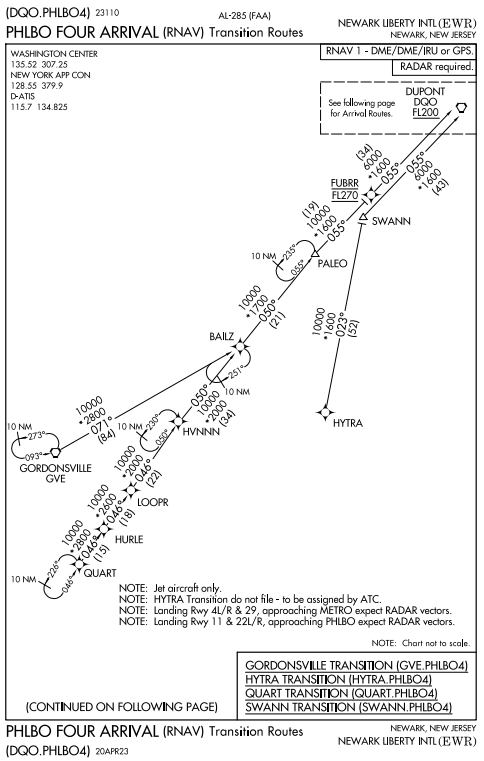 (DQO.PHLBO4) 23110
AL-285 (FAA)
NEWARK LIBERTY INTL (EWR)
PHLBO FOUR ARRIVAL (RNAV) Transition Routes
NEWARK, NEW JERSEY
WASHINGTON CENTER
135.52 307.25
NEW YORK APP CON
128.55 379.9
D-ATIS
115.7 134.825
RNAV 1 - DME/DME/IRU or GPS.
RADAR required.
See following page
for Arrival Routes.
DUPONT
DQO
FL200
(34)
6000
*1600
055°
055°
6000
*1600
(43)
FUBRR
FL270
SWANN
(19)
10000
*1600
055°
PALEO
10 NM
235°
055°
10000
*1700
050°
(21)
10000
*1600
023°
(52)
BAILZ
251°
10 NM
HYTRA
050°
10000
*2000
(34)
10000
*2800
071°
(84)
10 NM
273°
093°
GORDONSVILLE
GVE
10 NM
230°
050°
HVNNN
10000
*2000
046°
(22)
LOOPR
10000
*2600
046°
(18)
HURLE
10000
*2800
046°
(15)
QUART
10 NM
226°
046°
NOTE: Jet aircraft only.
NOTE: HYTRA Transition do not file - to be assigned by ATC.
NOTE: Landing Rwy 4L/R & 29, approaching METRO expect RADAR vectors.
NOTE: Landing Rwy 11 & 22L/R, approaching PHLBO expect RADAR vectors.
NOTE: Chart not to scale.
GORDONSVILLE TRANSITION (GVE.PHLBO4)
HYTRA TRANSITION (HYTRA.PHLBO4)
QUART TRANSITION (QUART.PHLBO4)
SWANN TRANSITION (SWANN.PHLBO4)
(CONTINUED ON FOLLOWING PAGE)
PHLBO FOUR ARRIVAL (RNAV) Transition Routes
NEWARK, NEW JERSEY
NEWARK LIBERTY INTL (EWR)
(DQO.PHLBO4) 20APR23